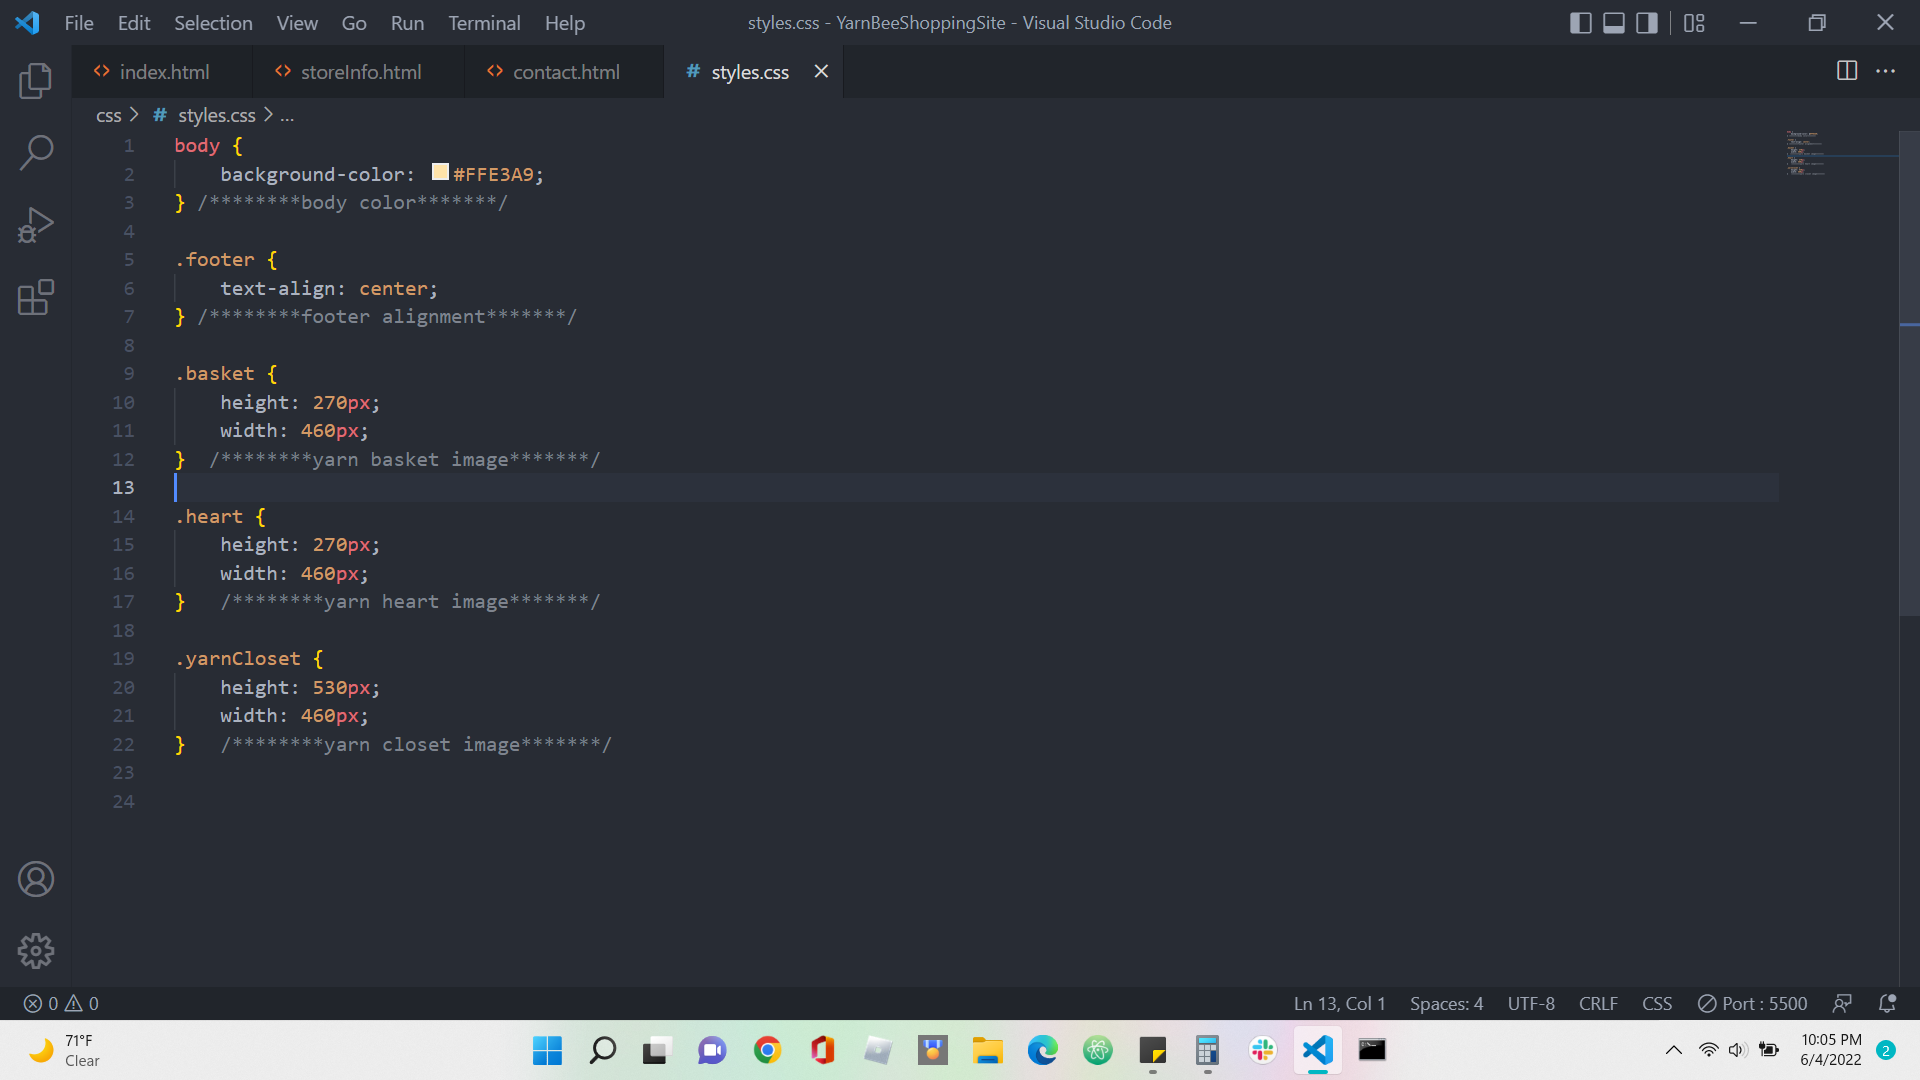 File Edit Selection View Go Run Terminal Help styles.css - YarnBeeShoppingSite - Visual Studio Code
<> index.html <> storeInfo.html <> contact.html # styles.css
css > # styles.css > ...
1 body {
2 background-color: #FFE3A9;
3 } /********body color*******/
4
5 .footer {
6 text-align: center;
7 } /********footer alignment*******/
8
9 .basket {
10 height: 270px;
11 width: 460px;
12 } /********yarn basket image*******/
13
14 .heart {
15 height: 270px;
16 width: 460px;
17 } /********yarn heart image*******/
18
19 .yarnCloset {
20 height: 530px;
21 width: 460px;
22 } /********yarn closet image*******/
23
24
0 0 Ln 13, Col 1 Spaces: 4 UTF-8 CRLF CSS Port : 5500
71°F
Clear
10:05 PM
6/4/2022
2